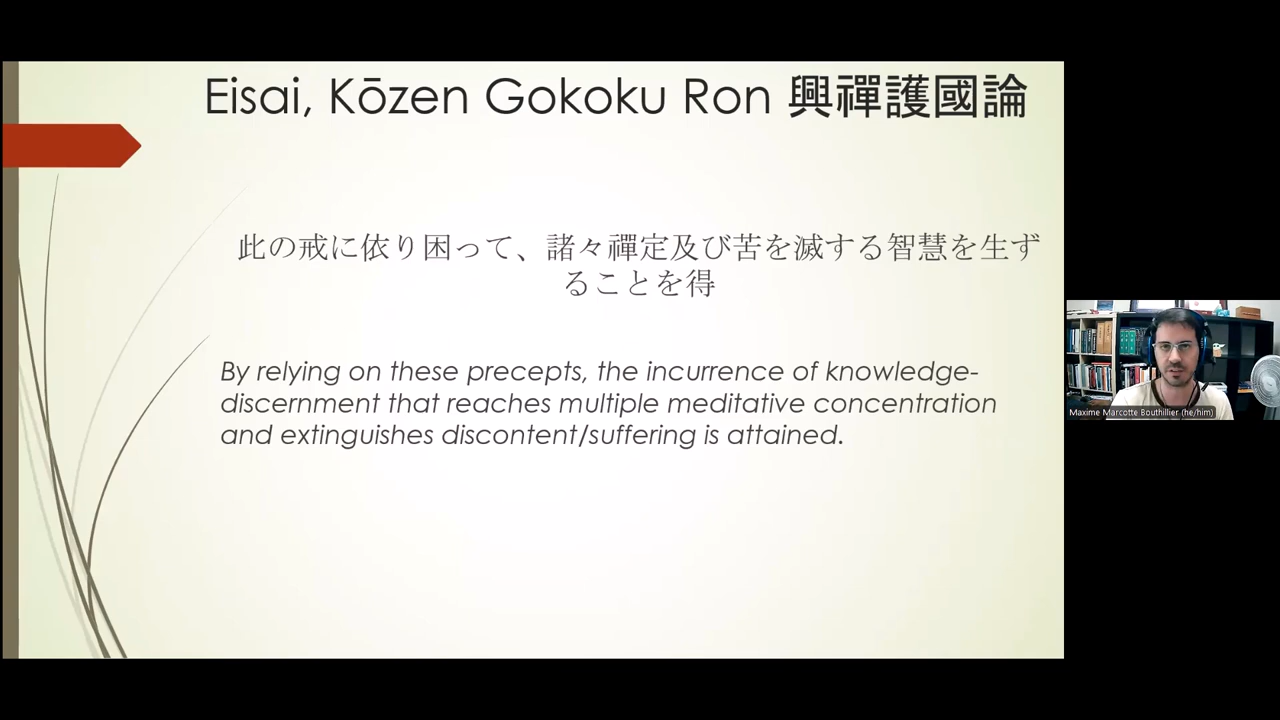 Eisai, Kōzen Gokoku Ron 興禪護國論
此の戒に依り困って、諸々禪定及び苦を滅する智慧を生ず
ることを得
By relying on these precepts, the incurrence of knowledge-
discernment that reaches multiple meditative concentration
and extinguishes discontent/suffering is attained.
Maxime Marcotte Bouthillier (he/him)